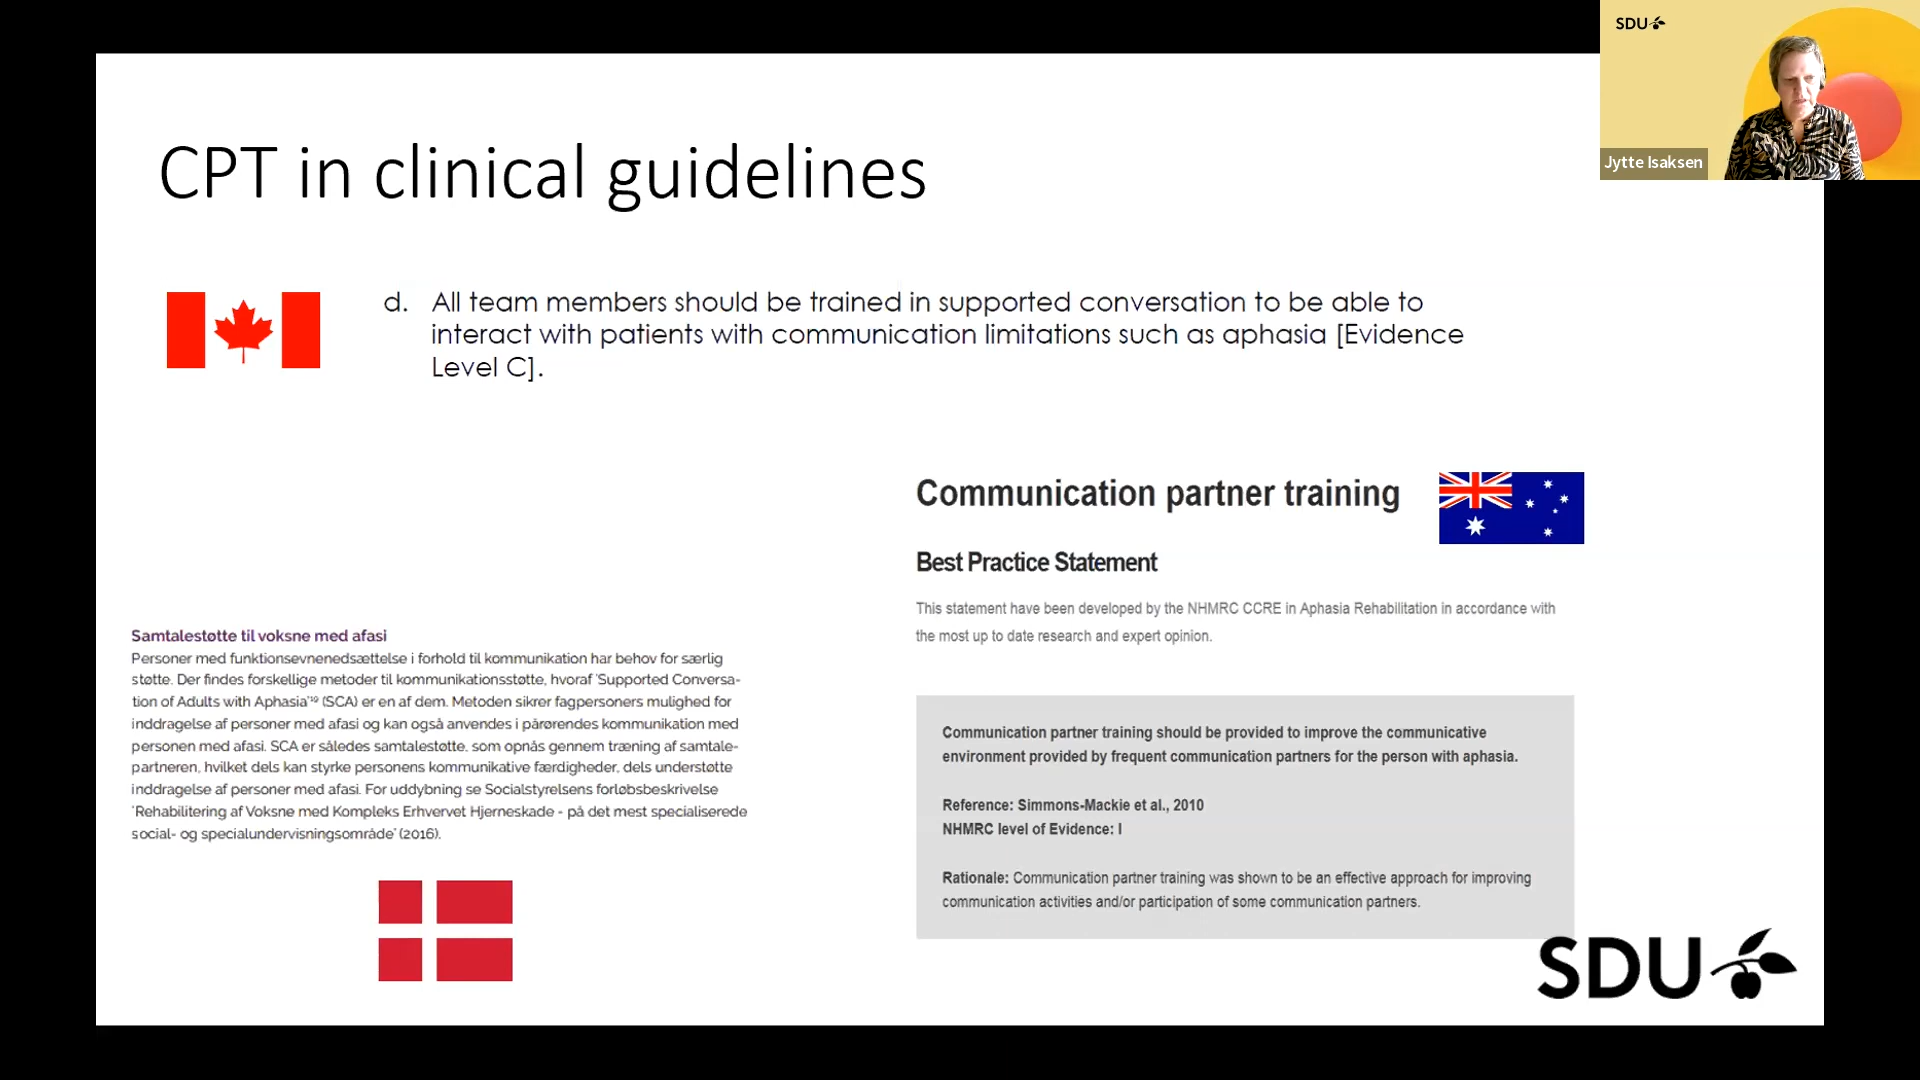 SDU
Jytte Isaksen
CPT in clinical guidelines
d. All team members should be trained in supported conversation to be able to
interact with patients with communication limitations such as aphasia [Evidence
Level C].
Communication partner training
Best Practice Statement
This statement have been developed by the NHMRC CCRE in Aphasia Rehabilitation in accordance with
the most up to date research and expert opinion.
Communication partner training should be provided to improve the communicative
environment provided by frequent communication partners for the person with aphasia.
Reference: Simmons-Mackie et al., 2010
NHMRC level of Evidence: I
Rationale: Communication partner training was shown to be an effective approach for improving
communication activities and/or participation of some communication partners.
Samtalestøtte til voksne med afasi
Personer med funktionsevnenedsættelse i forhold til kommunikation har behov for særlig
støtte. Der findes forskellige metoder til kommunikationsstøtte, hvoraf 'Supported Conversa-
tion of Adults with Aphasia'¹⁹ (SCA) er en af dem. Metoden sikrer fagpersoners mulighed for
inddragelse af personer med afasi og kan også anvendes i pårørendes kommunikation med
personen med afasi. SCA er således samtalestøtte, som opnås gennem træning af samtale-
partneren, hvilket dels kan styrke personens kommunikative færdigheder, dels understøtte
inddragelse af personer med afasi. For uddybning se Socialstyrelsens forløbsbeskrivelse
'Rehabilitering af Voksne med Kompleks Erhvervet Hjerneskade - på det mest specialiserede
social- og specialundervisningsområde' (2016).
SDU